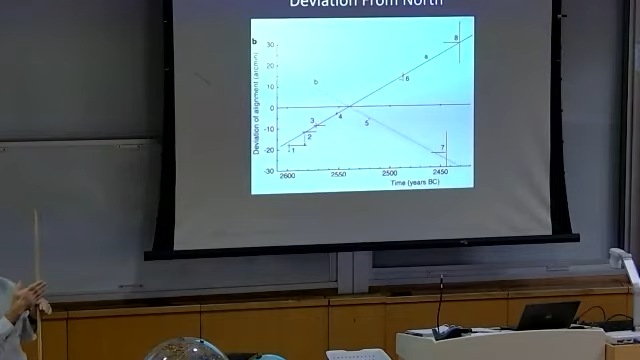 Deviation From North
b
30
20
10
0
-10
-20
-30
Deviation of alignment (arcmin)
8
a
6
b
3
4
5
2
1
7
2600 2550 2500 2450
Time (years BC)